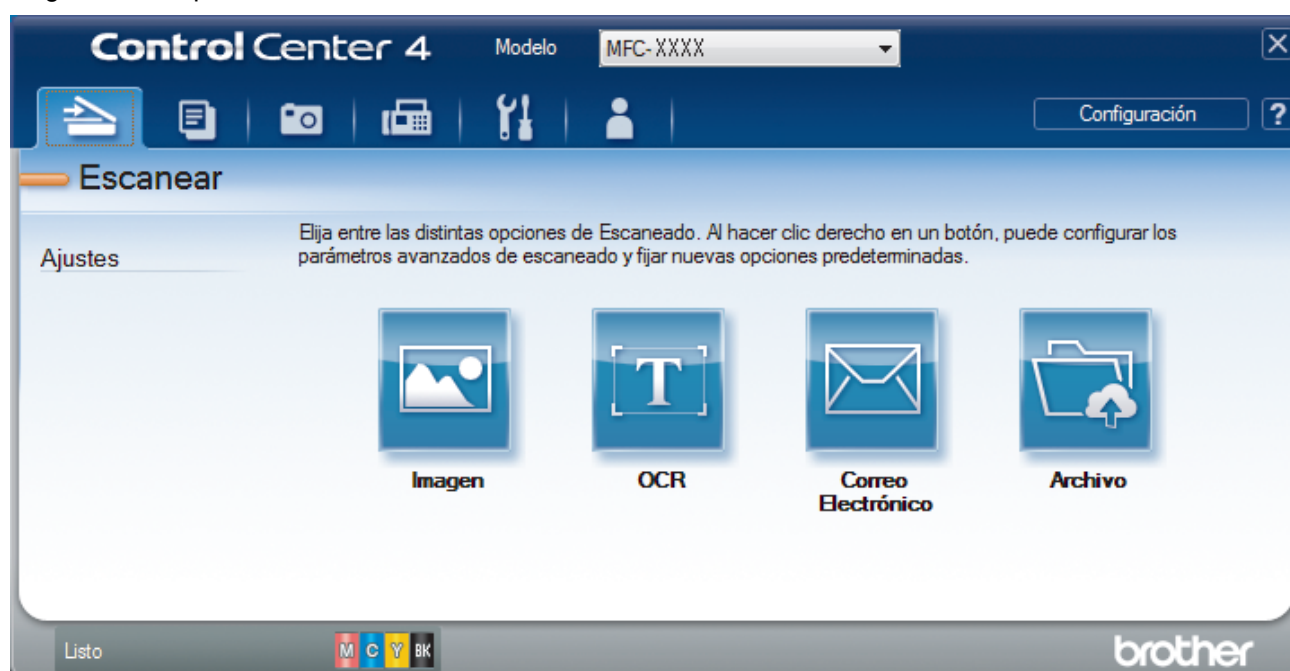 Control Center 4 Modelo MFC-XXXX
Configuración ?
Escanear
Ajustes
Elija entre las distintas opciones de Escaneado. Al hacer clic derecho en un botón, puede configurar los
parámetros avanzados de escaneado y fijar nuevas opciones predeterminadas.
T
Imagen OCR Correo
Electrónico Archivo
Listo M C Y BK brother